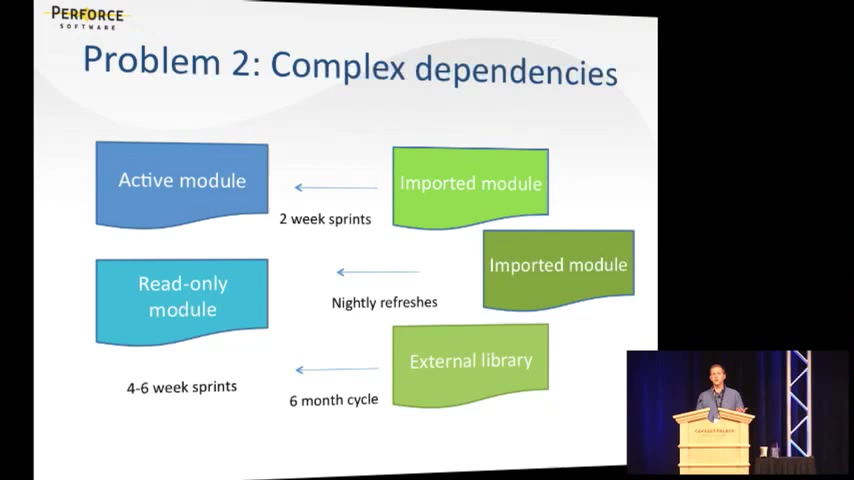 PERFORCE
SOFTWARE
Problem 2: Complex dependencies
Active module
Imported module
2 week sprints
Imported module
Read-only
module
Nightly refreshes
External library
4-6 week sprints
6 month cycle